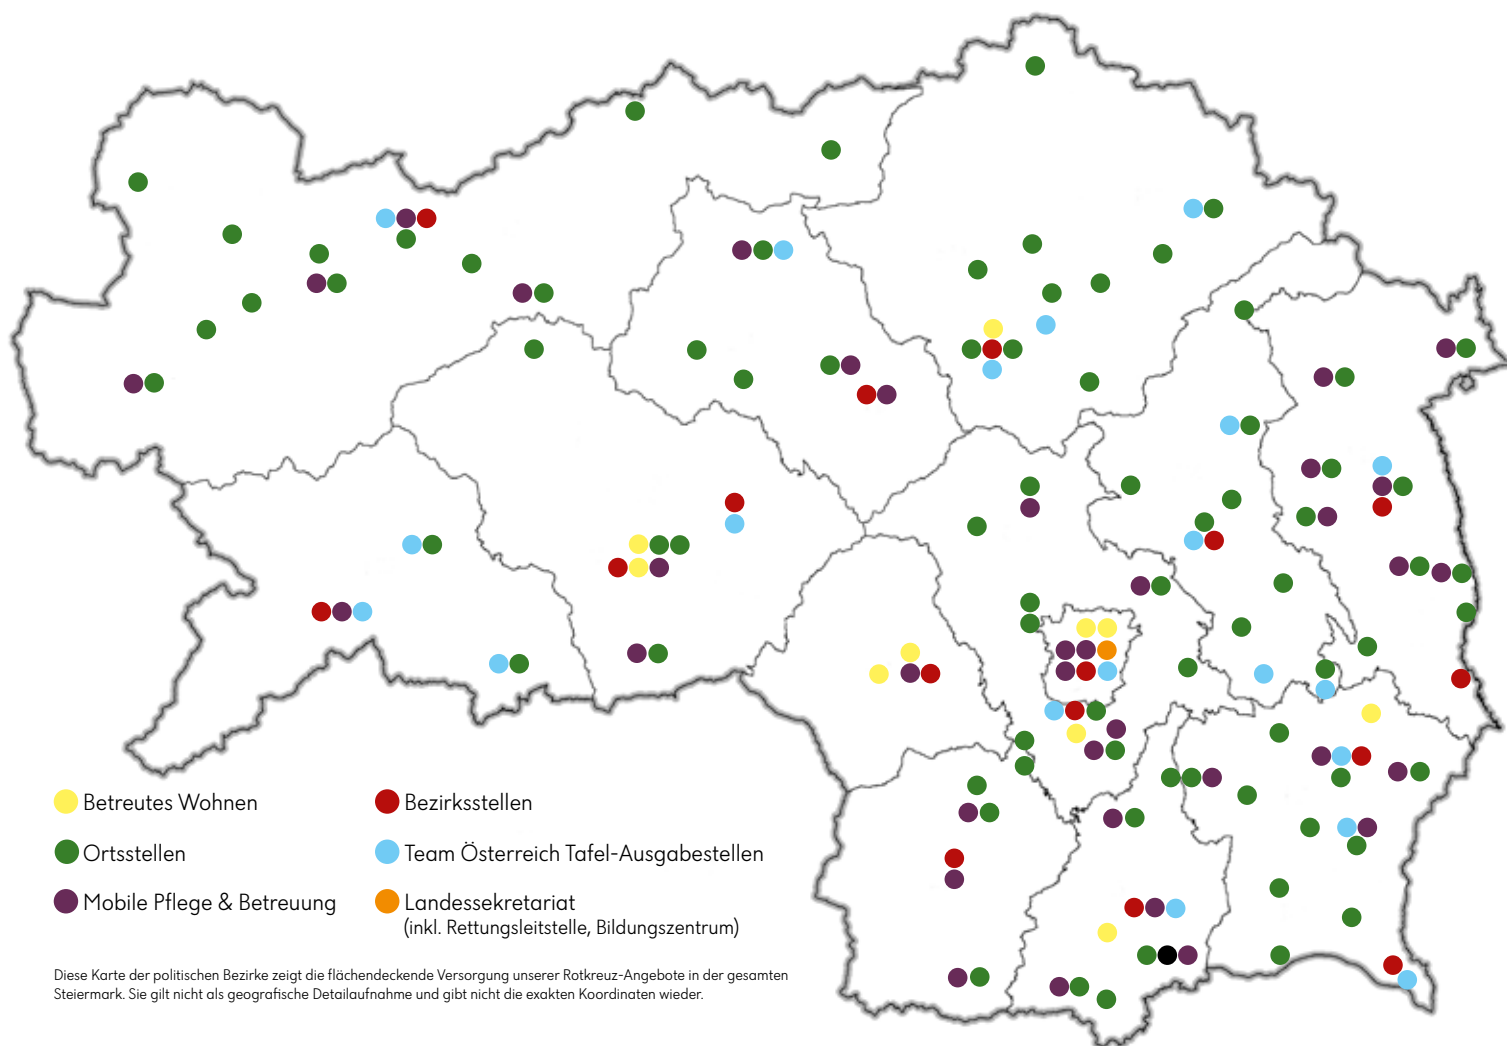 Betreutes Wohnen
Ortsstellen
Mobile Pflege & Betreuung
Bezirksstellen
Team Österreich Tafel-Ausgabestellen
Landessekretariat
(inkl. Rettungsleitstelle, Bildungszentrum)
Diese Karte der politischen Bezirke zeigt die flächendeckende Versorgung unserer Rotkreuz-Angebote in der gesamten
Steiermark. Sie gilt nicht als geografische Detailaufnahme und gibt nicht die exakten Koordinaten wieder.